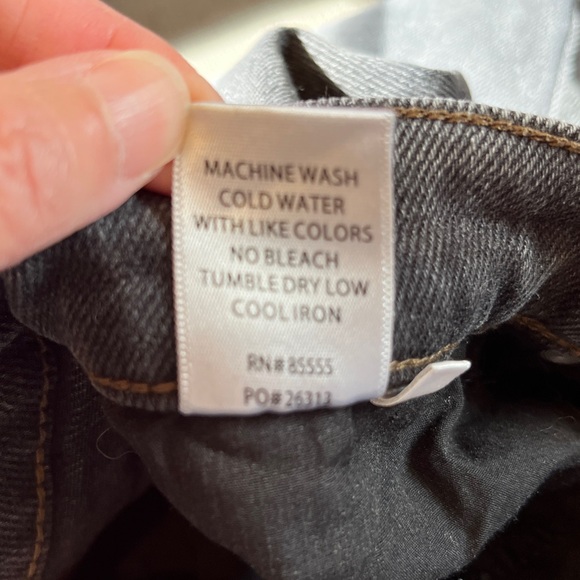 MACHINE WASH
COLD WATER
WITH LIKE COLORS
NO BLEACH
TUMBLE DRY LOW
COOL IRON
RN# 85555
PO# 26313